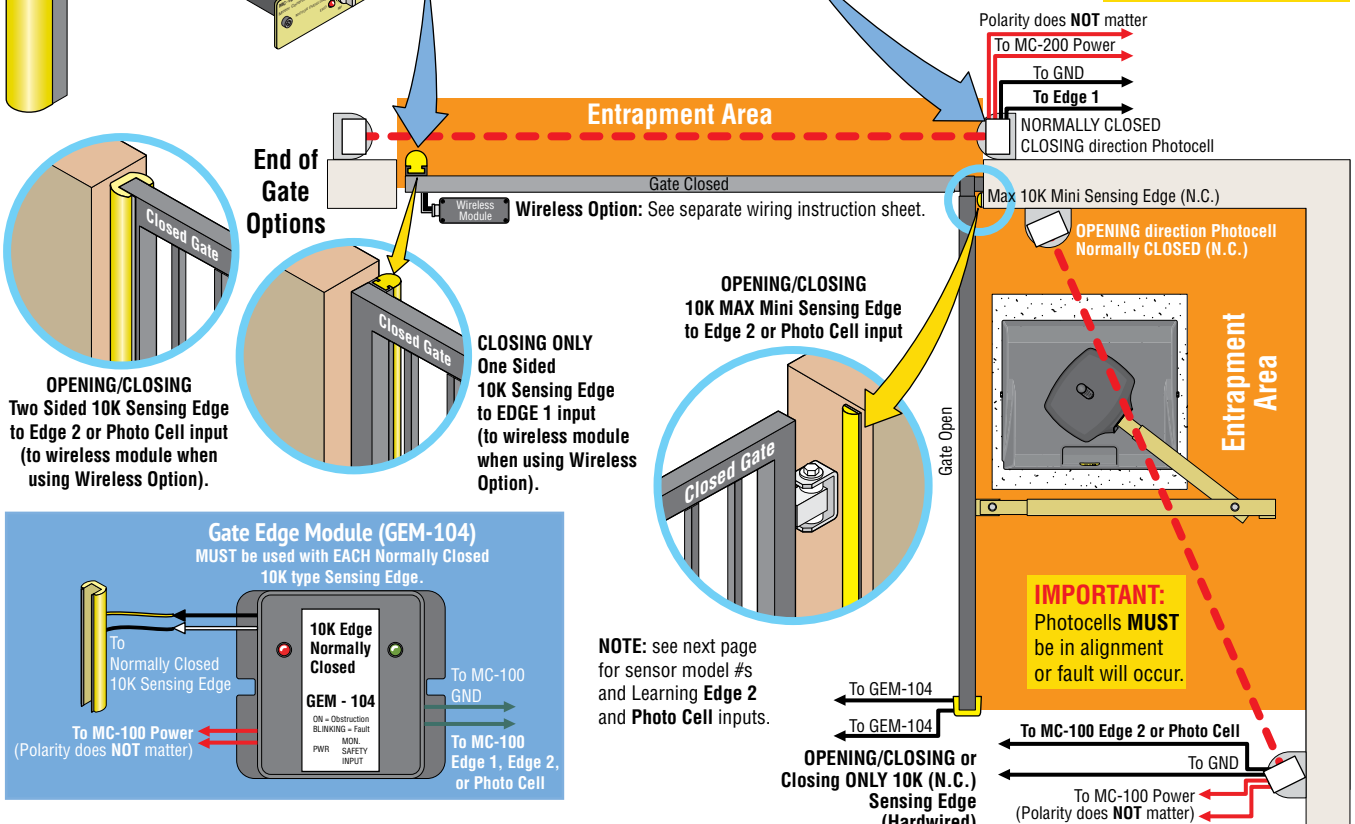 Polarity does NOT matter
To MC-200 Power
To GND
To Edge 1
NORMALLY CLOSED
CLOSING direction Photocell
Entrapment Area
End of
Gate
Options
Gate Closed
Wireless
Module
Wireless Option: See separate wiring instruction sheet.
Max 10K Mini Sensing Edge (N.C.)
OPENING direction Photocell
Normally CLOSED (N.C.)
Closed Gate
OPENING/CLOSING
Two Sided 10K Sensing Edge
to Edge 2 or Photo Cell input
(to wireless module when
using Wireless Option).
Closed Gate
CLOSING ONLY
One Sided
10K Sensing Edge
to EDGE 1 input
(to wireless module
when using Wireless
Option).
OPENING/CLOSING
10K MAX Mini Sensing Edge
to Edge 2 or Photo Cell input
Closed Gate
Gate Open
Entrapment
Area
IMPORTANT:
Photocells MUST
be in alignment
or fault will occur.
Gate Edge Module (GEM-104)
MUST be used with EACH Normally Closed
10K type Sensing Edge.
To
Normally Closed
10K Sensing Edge
10K Edge
Normally
Closed
GEM - 104
ON = Obstruction
BLINKING = Fault
PWR
MON.
SAFETY
INPUT
To MC-100 Power
(Polarity does NOT matter)
To MC-100
GND
To MC-100
Edge 1, Edge 2,
or Photo Cell
NOTE: see next page
for sensor model #s
and Learning Edge 2
and Photo Cell inputs.
To GEM-104
To GEM-104
OPENING/CLOSING or
Closing ONLY 10K (N.C.)
Sensing Edge
(Hardwired)
To MC-100 Edge 2 or Photo Cell
To GND
To MC-100 Power
(Polarity does NOT matter)